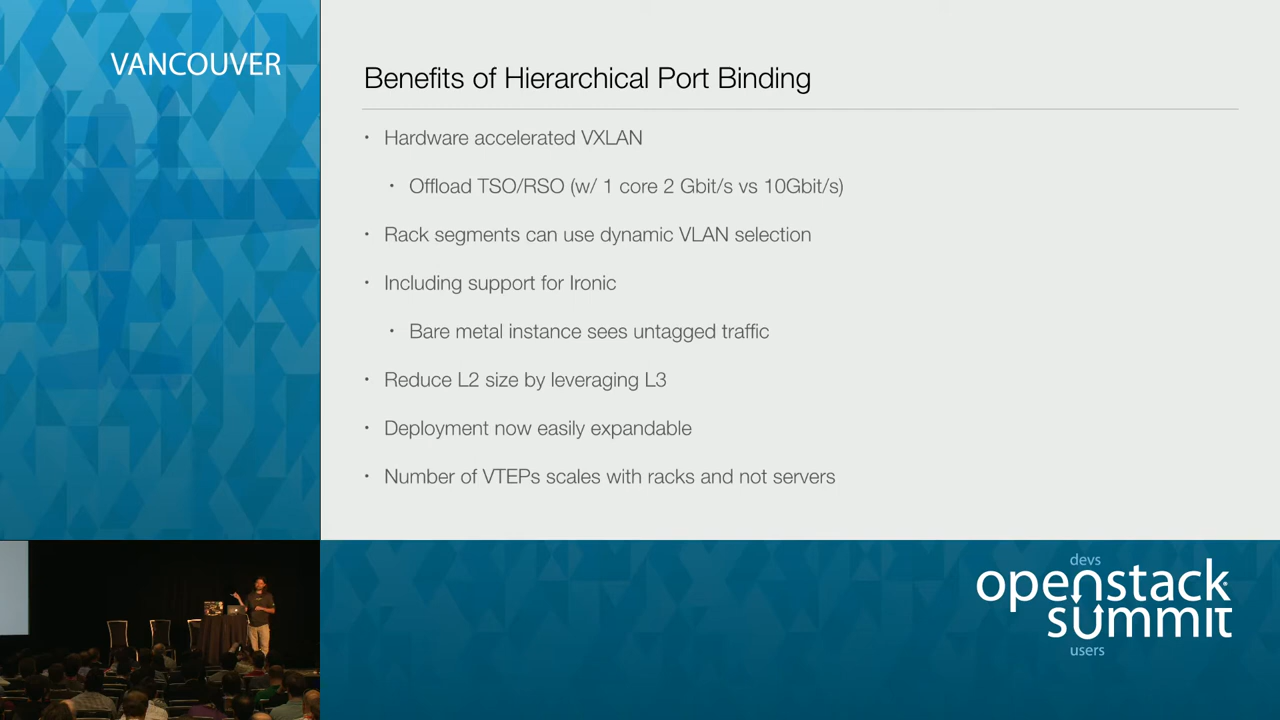 VANCOUVER
Benefits of Hierarchical Port Binding
• Hardware accelerated VXLAN
• Offload TSO/RSO (w/ 1 core 2 Gbit/s vs 10Gbit/s)
• Rack segments can use dynamic VLAN selection
• Including support for Ironic
• Bare metal instance sees untagged traffic
• Reduce L2 size by leveraging L3
• Deployment now easily expandable
• Number of VTEPs scales with racks and not servers
devs
openstack
summit
users